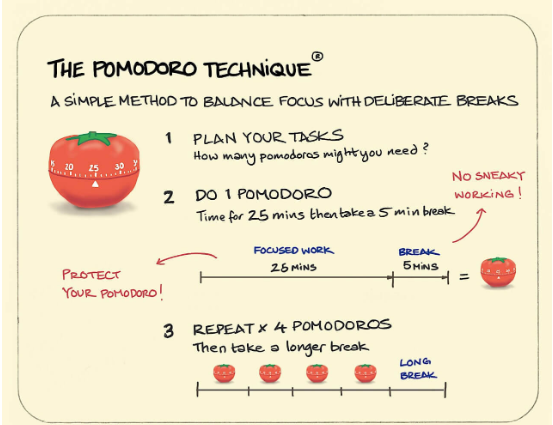 THE POMODORO TECHNIQUE®
A SIMPLE METHOD TO BALANCE FOCUS WITH DELIBERATE BREAKS
20 25 30
1 PLAN YOUR TASKS
How many pomodoros might you need?
2 DO 1 POMODORO
Time for 25 mins then take a 5 min break
NO SNEAKY
WORKING!
PROTECT
YOUR POMODORO!
FOCUSED WORK
25 MINS
BREAK
5 MINS
=
3 REPEAT x 4 POMODOROS
Then take a longer break
LONG
BREAK